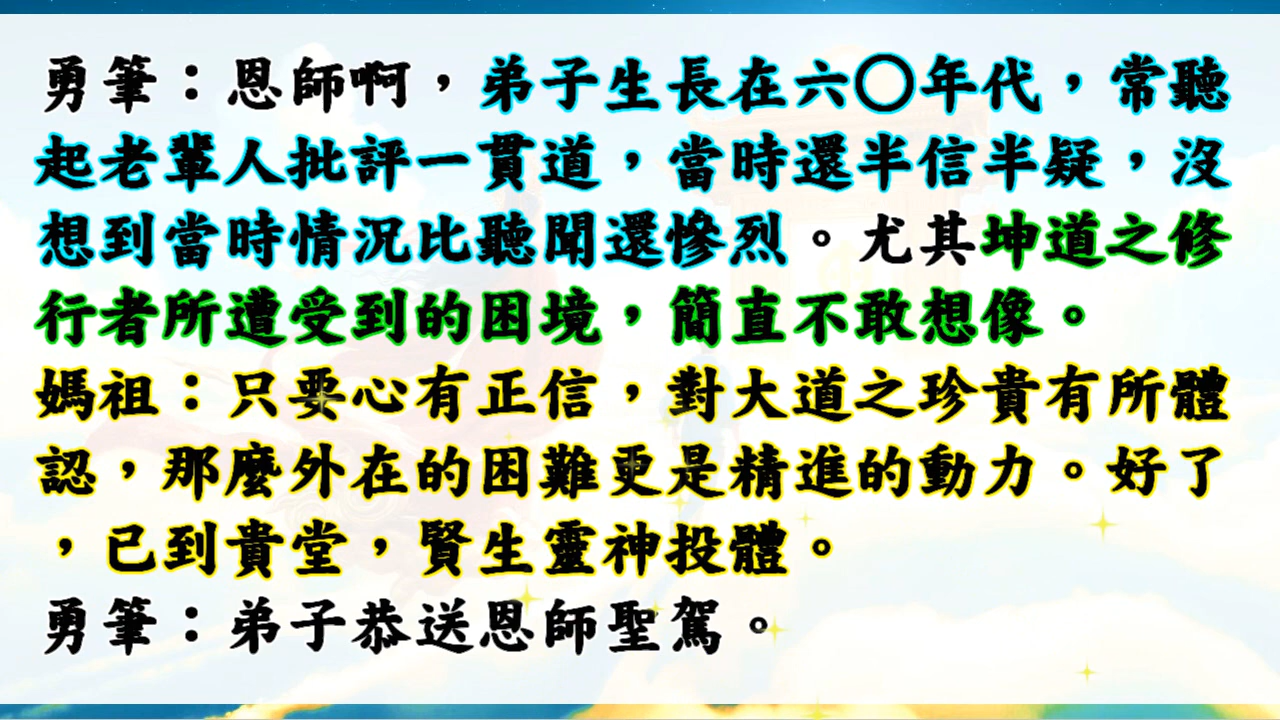 勇筆：恩師啊，弟子生長在六〇年代，常聽
起老輩人批評一貫道，當時還半信半疑，沒
想到當時情況比聽聞還慘烈。尤其坤道之修
行者所遭受到的困境，簡直不敢想像。
媽祖：只要心有正信，對大道之珍貴有所體
認，那麼外在的困難更是精進的動力。好了
，已到貴堂，賢生靈神投體。
勇筆：弟子恭送恩師聖駕。